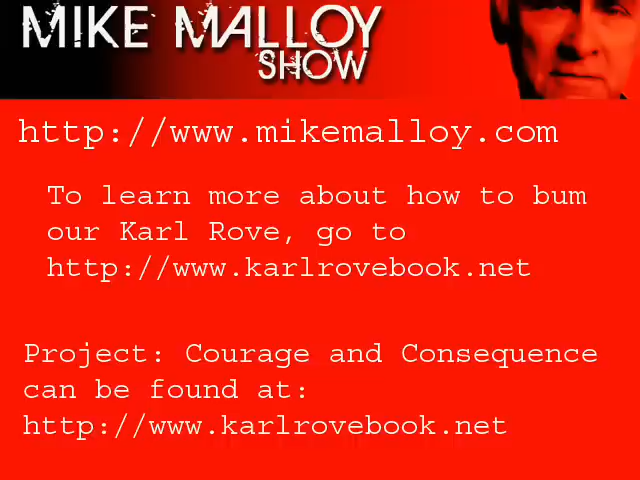 MIKE MALLOY
SHOW
http://www.mikemalloy.com
To learn more about how to bum
our Karl Rove, go to
http://www.karlrovebook.net
Project: Courage and Consequence
can be found at:
http://www.karlrovebook.net